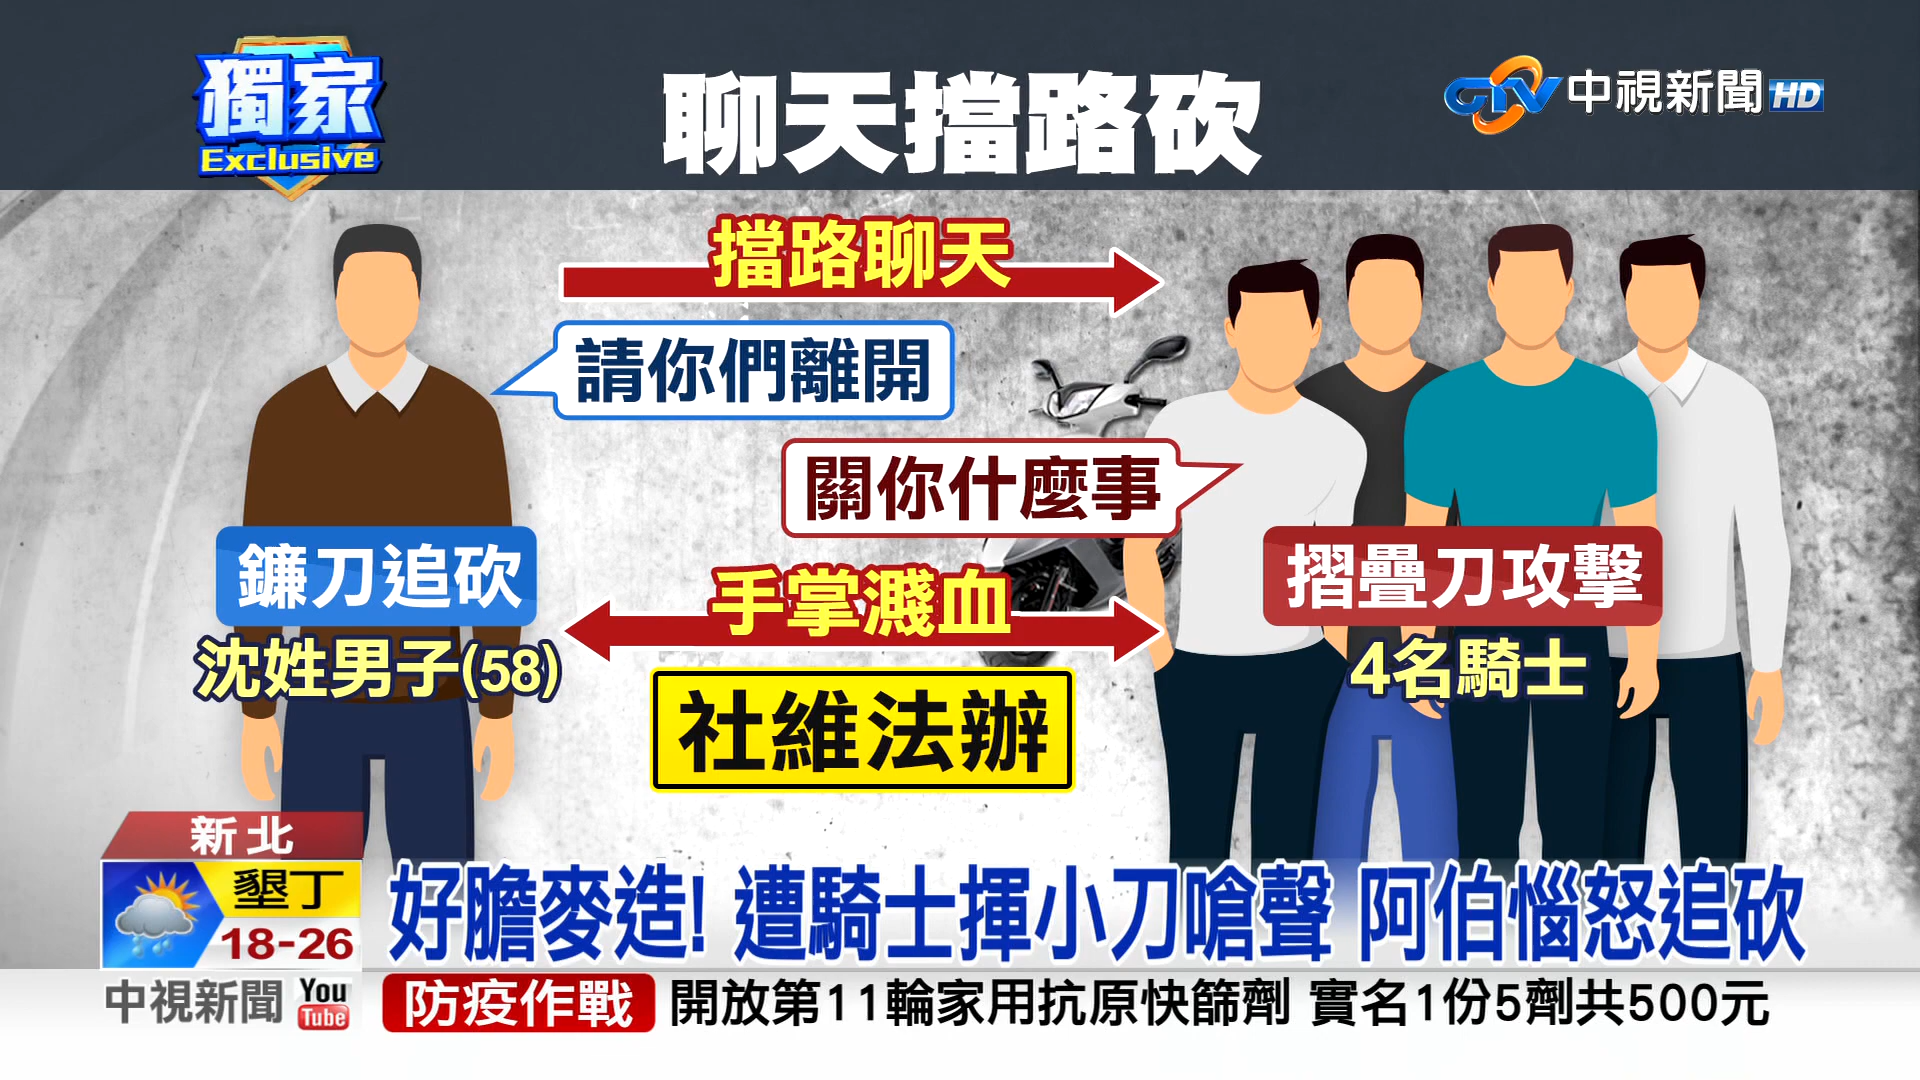 獨家
Exclusive
聊天擋路砍
CTV 中視新聞 HD
擋路聊天
請你們離開
關你什麼事
鐮刀追砍
摺疊刀攻擊
手掌濺血
沈姓男子(58)
4名騎士
社維法辦
新北
墾丁
18-26
好膽麥造! 遭騎士揮小刀嗆聲 阿伯惱怒追砍
中視新聞 YouTube
防疫作戰 開放第11輪家用抗原快篩劑 實名1份5劑共500元